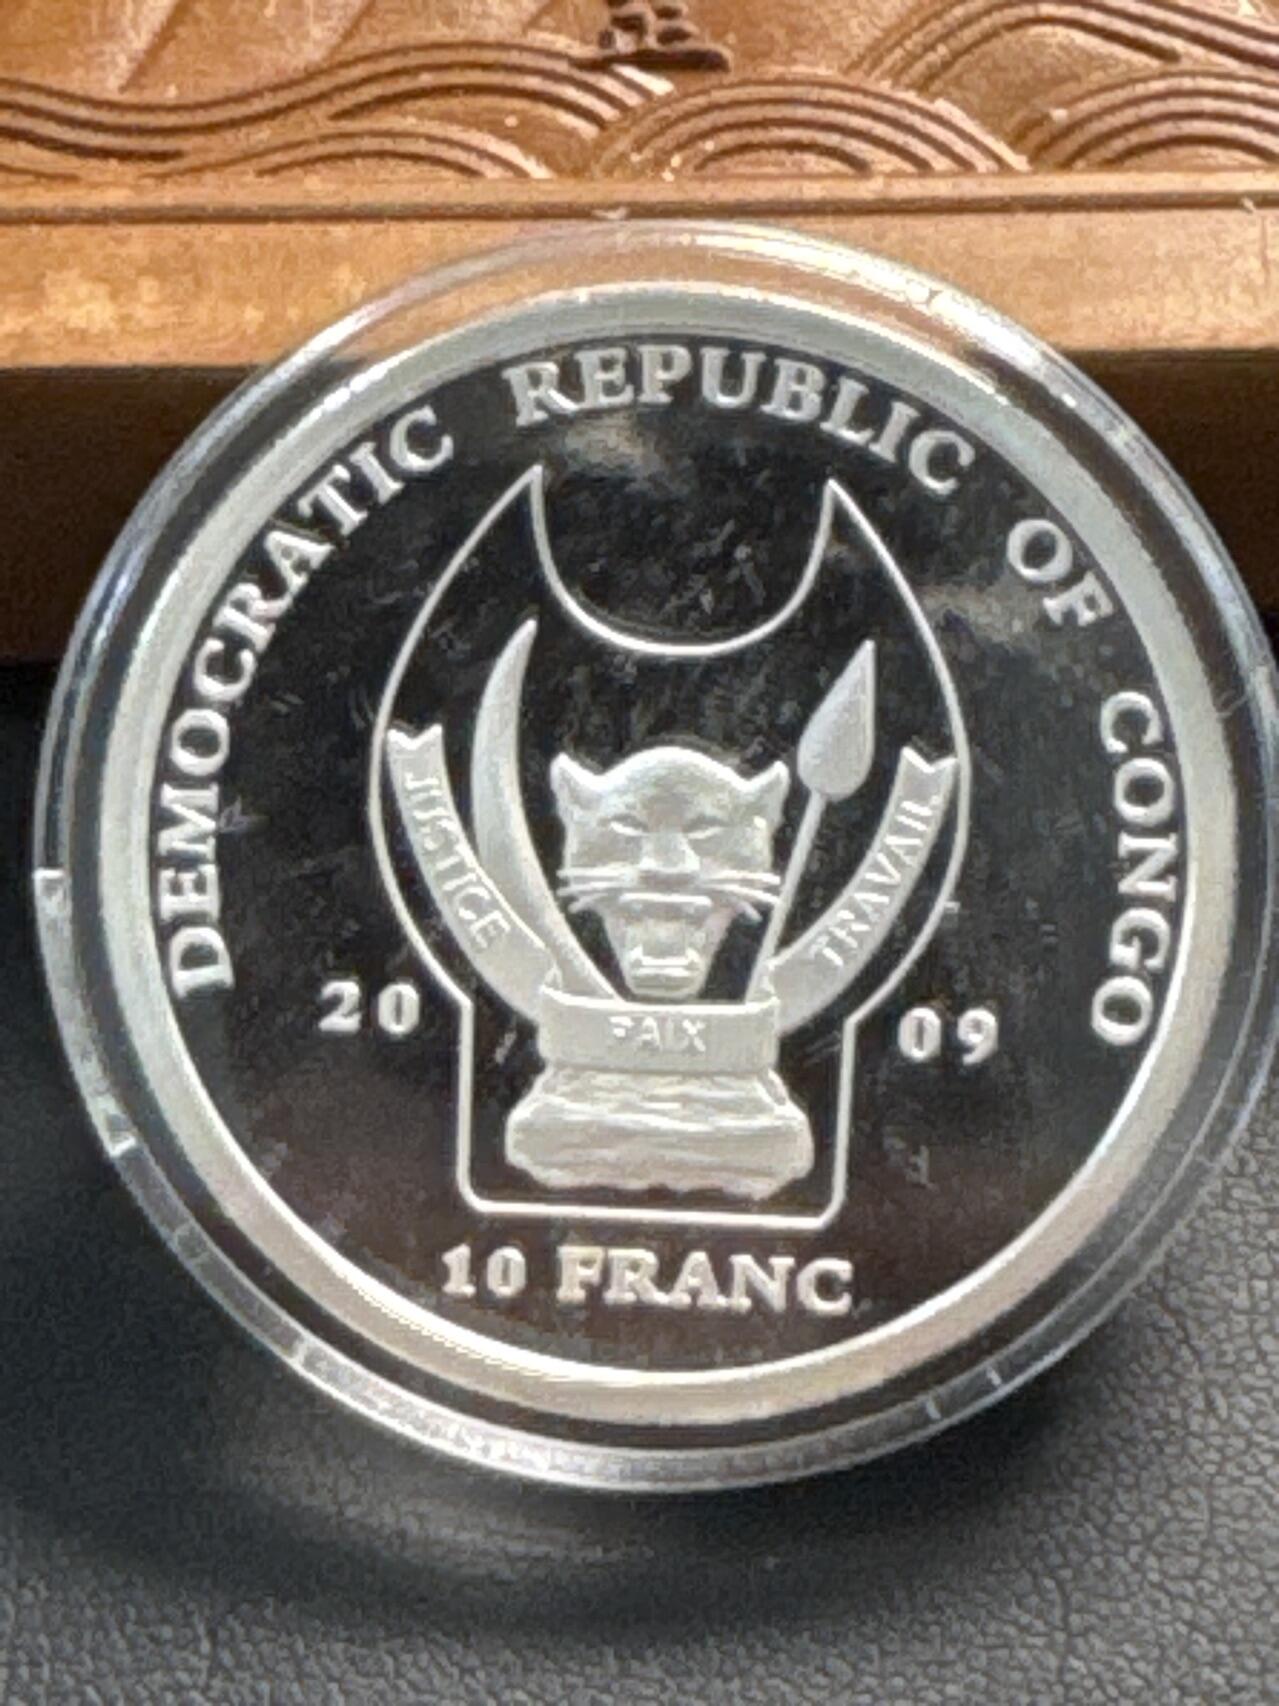 DEMOCRATIC REPUBLIC OF CONGO
JUSTICE
PAIX
TRAVAIL
20 09
10 FRANC